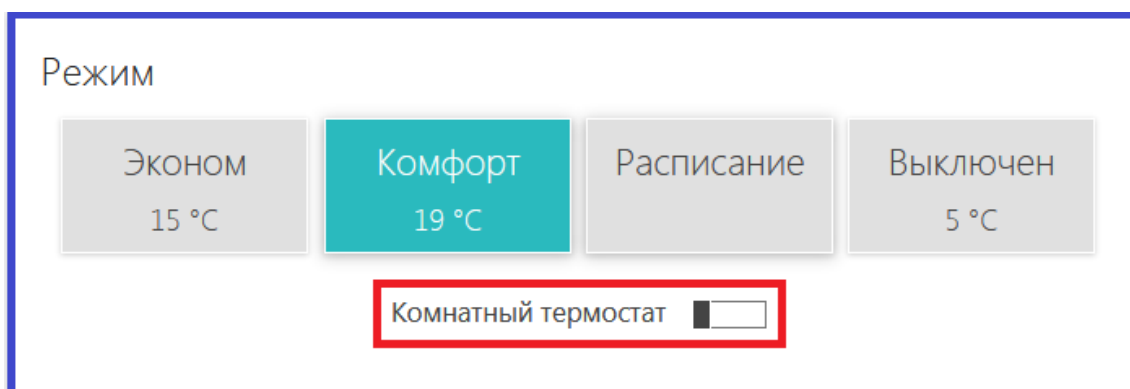 Режим
Эконом
15 °C
Комфорт
19 °C
Расписание
Выключен
5 °C
Комнатный термостат